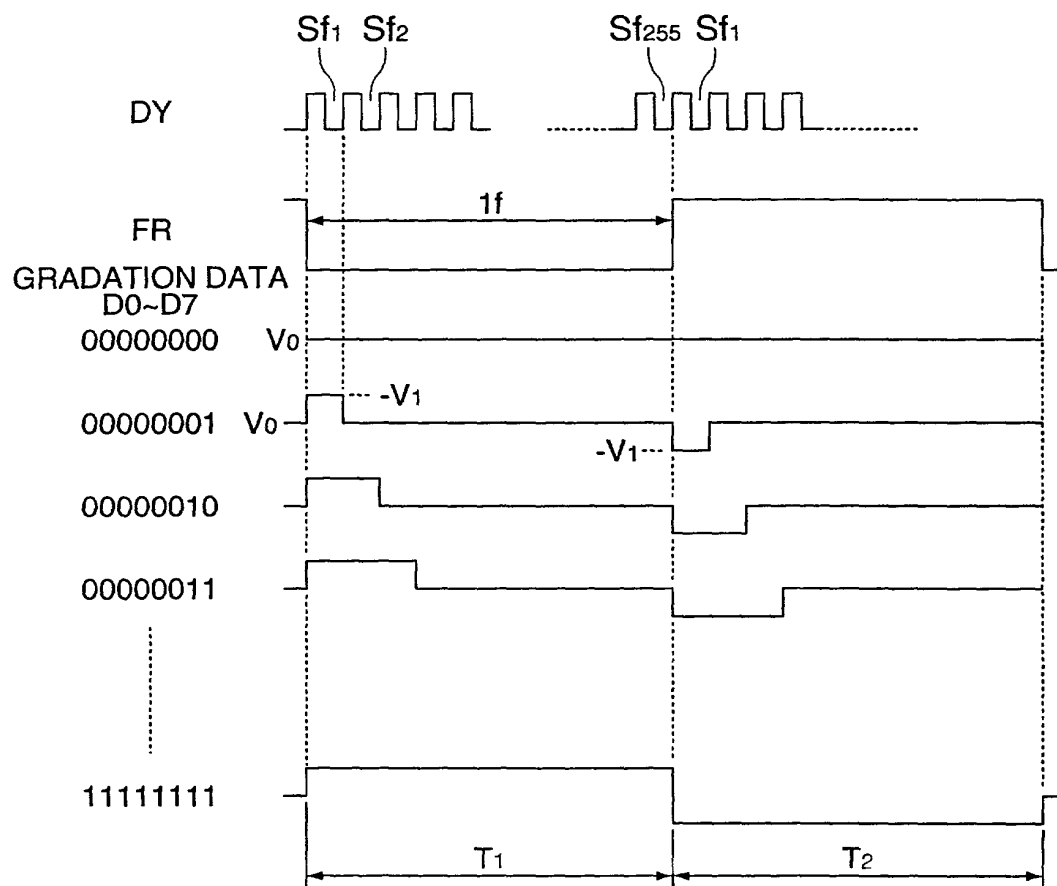 Sf1 Sf2 Sf255 Sf1
DY
1f
FR
GRADATION DATA
D0~D7
00000000 V0
-V1
00000001 V0
-V1
00000010
00000011
11111111
T1 T2